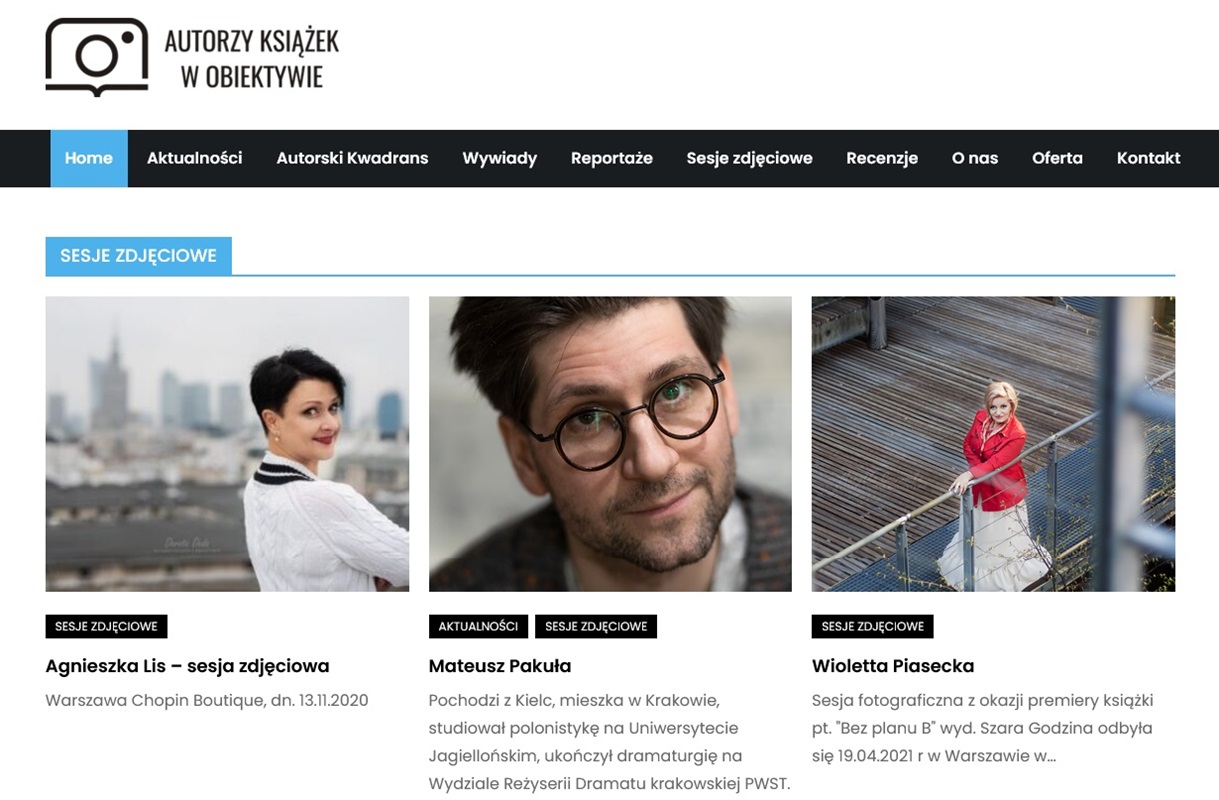 AUTORZY KSIĄŻEK
W OBIEKTYWIE
Home Aktualności Autorski Kwadrans Wywiady Reportaże Sesje zdjęciowe Recenzje O nas Oferta Kontakt
SESJE ZDJĘCIOWE
SESJE ZDJĘCIOWE
Agnieszka Lis – sesja zdjęciowa
Warszawa Chopin Boutique, dn. 13.11.2020
AKTUALNOŚCI SESJE ZDJĘCIOWE
Mateusz Pakuła
Pochodzi z Kielc, mieszka w Krakowie,
studiował polonistykę na Uniwersytecie
Jagiellońskim, ukończył dramaturgię na
Wydziale Reżyserii Dramatu krakowskiej PWST.
SESJE ZDJĘCIOWE
Wioletta Piasecka
Sesja fotograficzna z okazji premiery książki
pt. "Bez planu B" wyd. Szara Godzina odbyła
się 19.04.2021 r w Warszawie w...